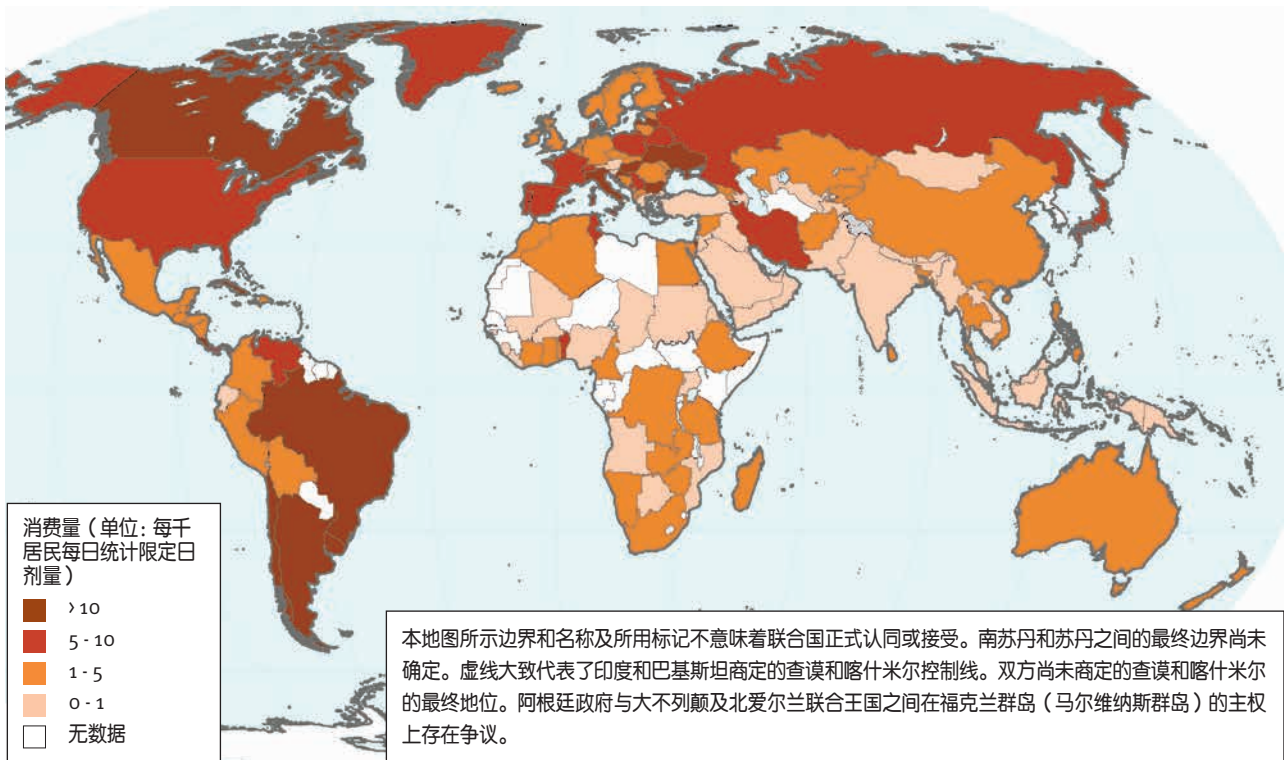 消费量（单位：每千
居民每日统计限定日
剂量）
>10
5 - 10
1 - 5
0 - 1
无数据
本地图所示边界和名称及所用标记不意味着联合国正式认同或接受。南苏丹和苏丹之间的最终边界尚未
确定。虚线大致代表了印度和巴基斯坦商定的查谟和喀什米尔控制线。双方尚未商定的查谟和喀什米尔
的最终地位。阿根廷政府与大不列颠及北爱尔兰联合王国之间在福克兰群岛（马尔维纳斯群岛）的主权
上存在争议。